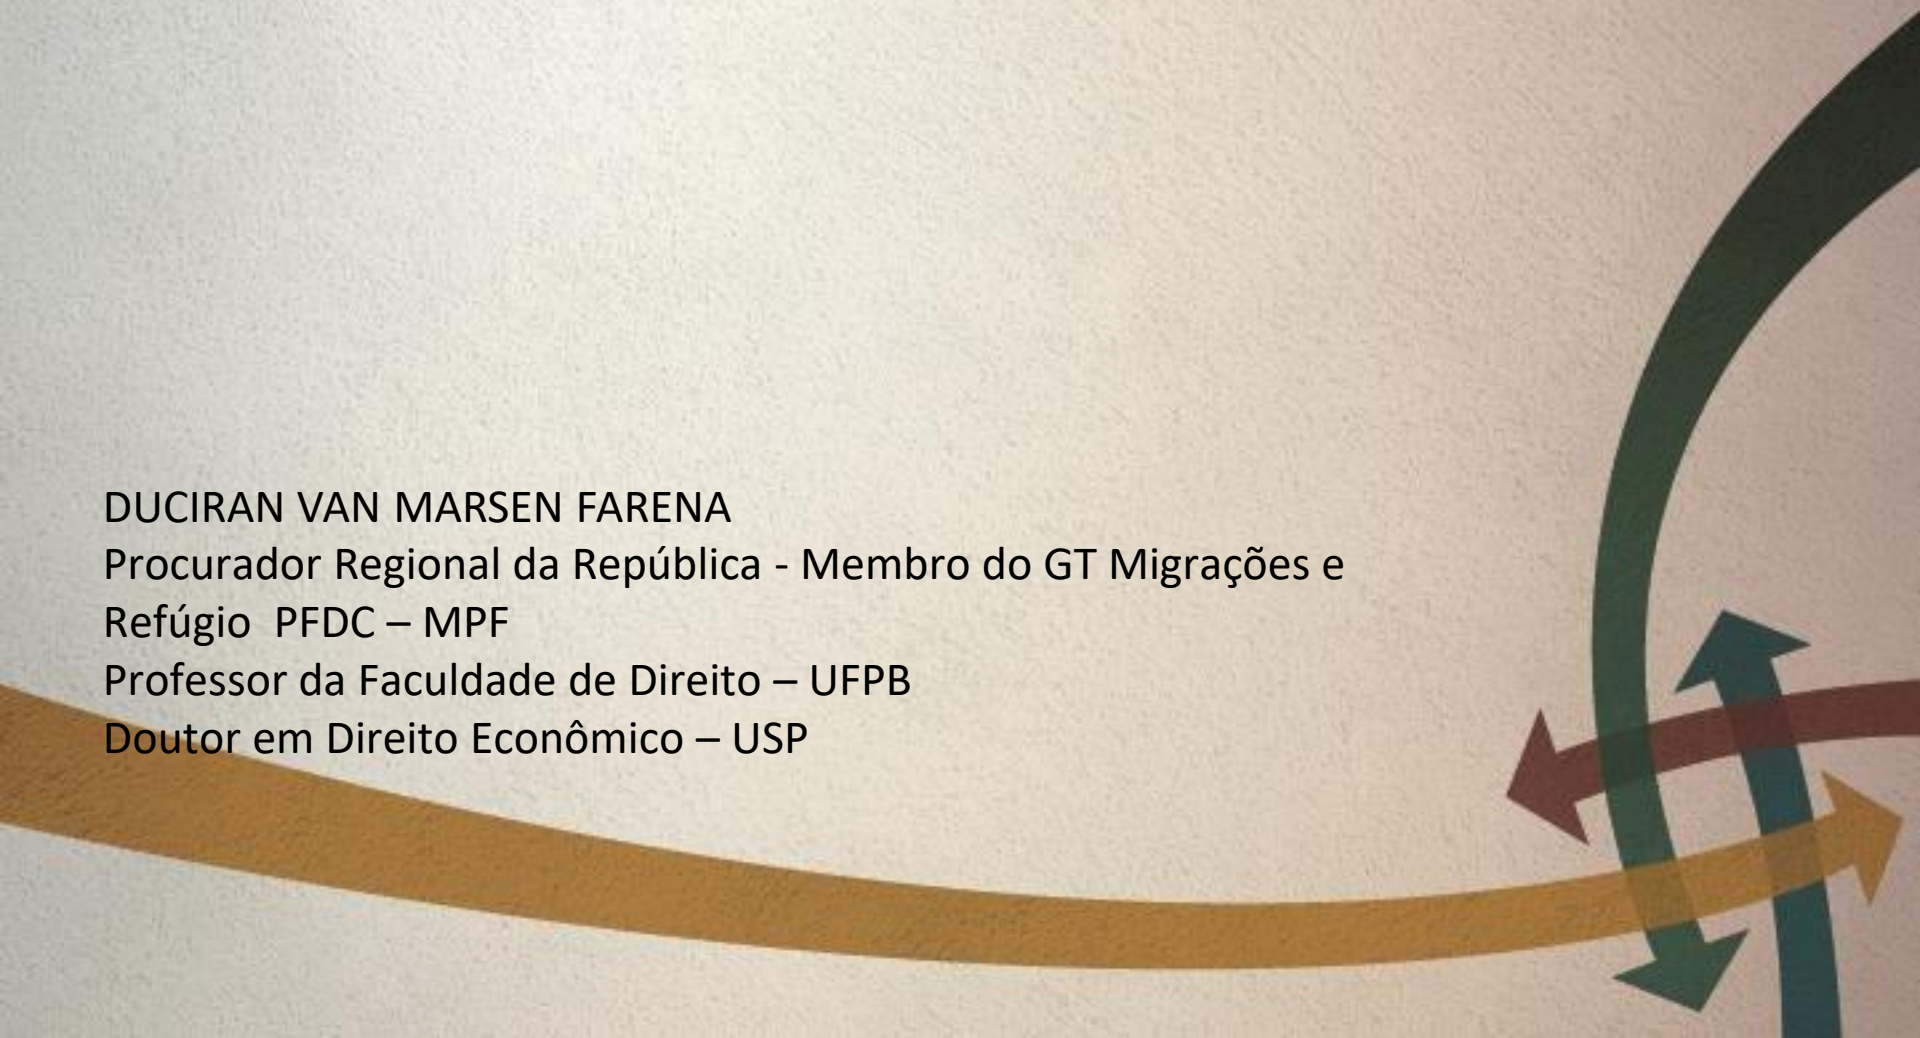 DUCIRAN VAN MARSEN FARENA
Procurador Regional da República - Membro do GT Migrações e
Refúgio  PFDC – MPF
Professor da Faculdade de Direito – UFPB
Doutor em Direito Econômico – USP